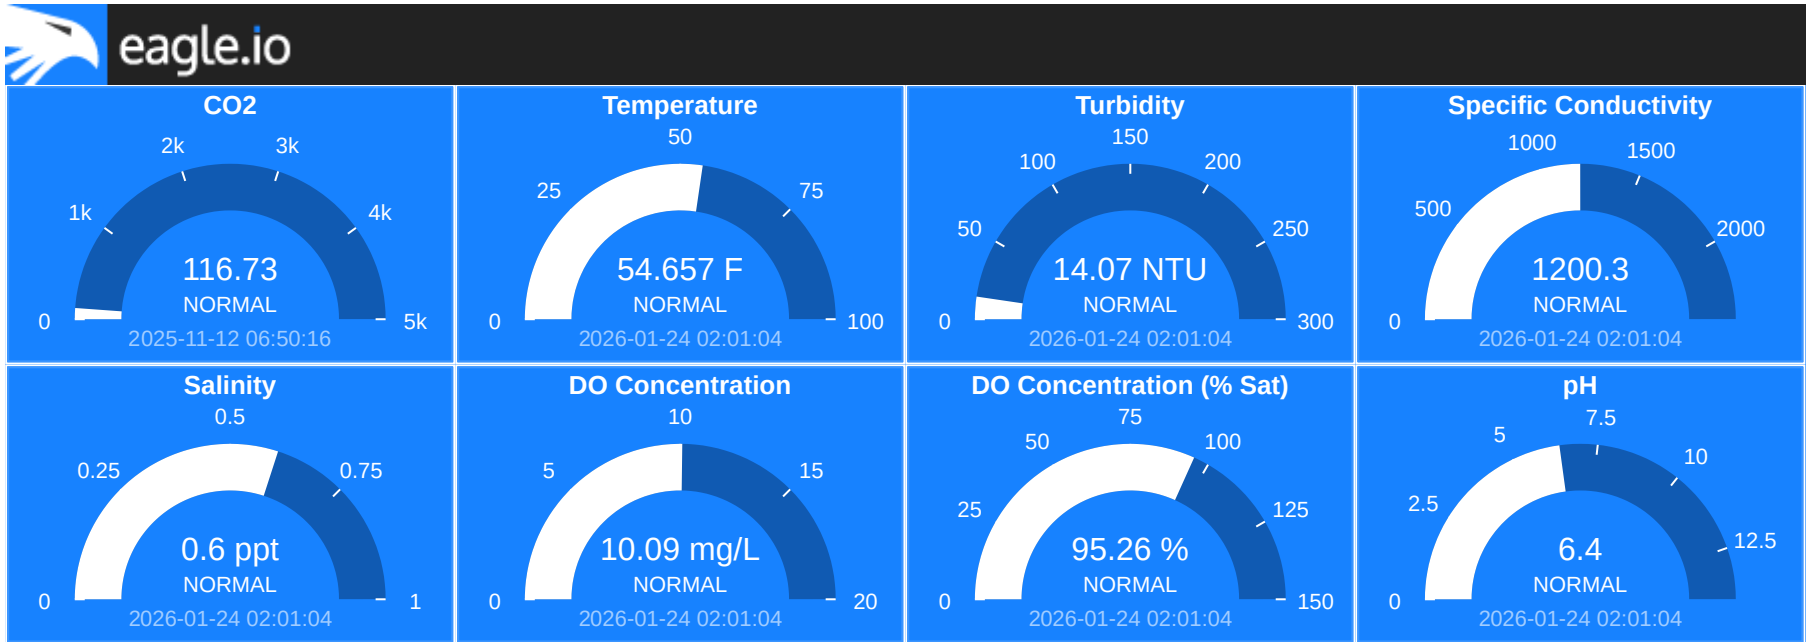 eagle.io
CO2
0
1k
2k
3k
4k
5k
116.73
NORMAL
2025-11-12 06:50:16
Temperature
0
25
50
75
100
54.657 F
NORMAL
2026-01-24 02:01:04
Turbidity
0
50
100
150
200
250
300
14.07 NTU
NORMAL
2026-01-24 02:01:04
Specific Conductivity
0
500
1000
1500
2000
1200.3
NORMAL
2026-01-24 02:01:04
Salinity
0
0.25
0.5
0.75
1
0.6 ppt
NORMAL
2026-01-24 02:01:04
DO Concentration
0
5
10
15
20
10.09 mg/L
NORMAL
2026-01-24 02:01:04
DO Concentration (% Sat)
0
25
50
75
100
125
150
95.26 %
NORMAL
2026-01-24 02:01:04
pH
0
2.5
5
7.5
10
12.5
6.4
NORMAL
2026-01-24 02:01:04